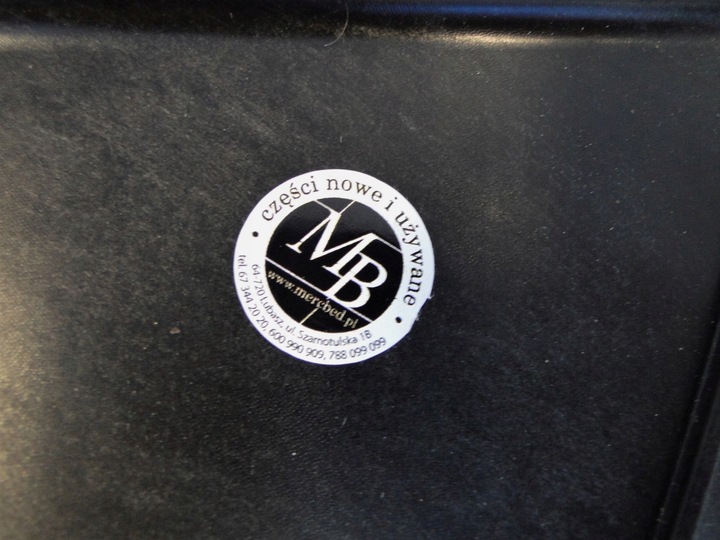 • części nowe i używane •
MB
www.mercbed.pl
64-720 Lubasz, ul. Szamotulska 1B
tel. 67 344 20 20, 600 990 909, 788 099 099